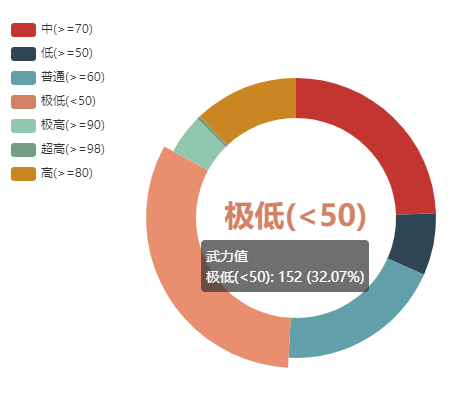 中(>=70)
低(>=50)
普通(>=60)
极低(<50)
极高(>=90)
超高(>=98)
高(>=80)
极低(<50)
武力值
极低(<50): 152 (32.07%)